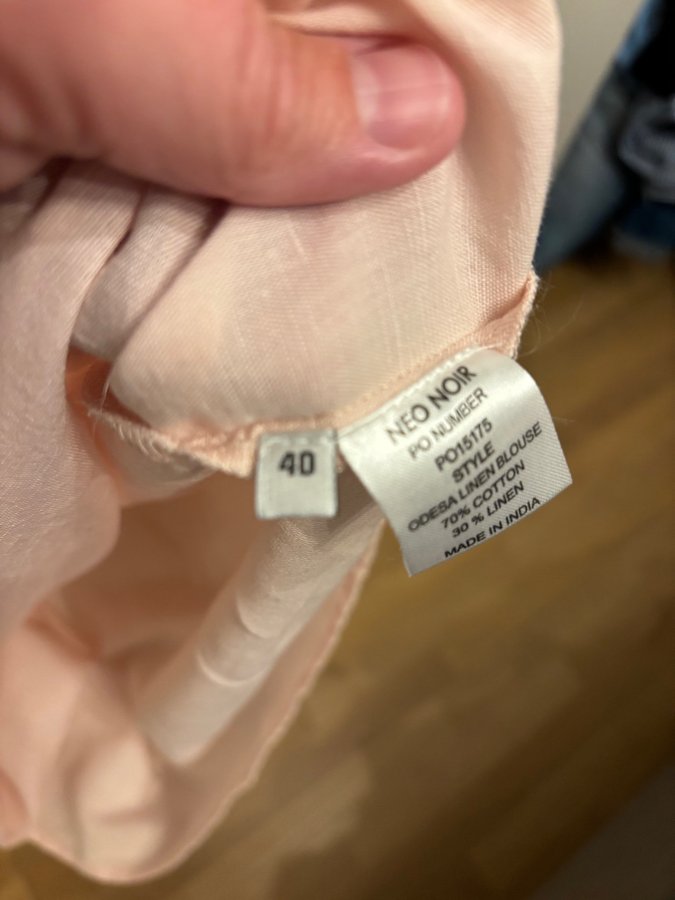 40
NEO NOIR
PO NUMBER
PO15175
STYLE
ODESA LINEN BLOUSE
70% COTTON
30 % LINEN
MADE IN INDIA